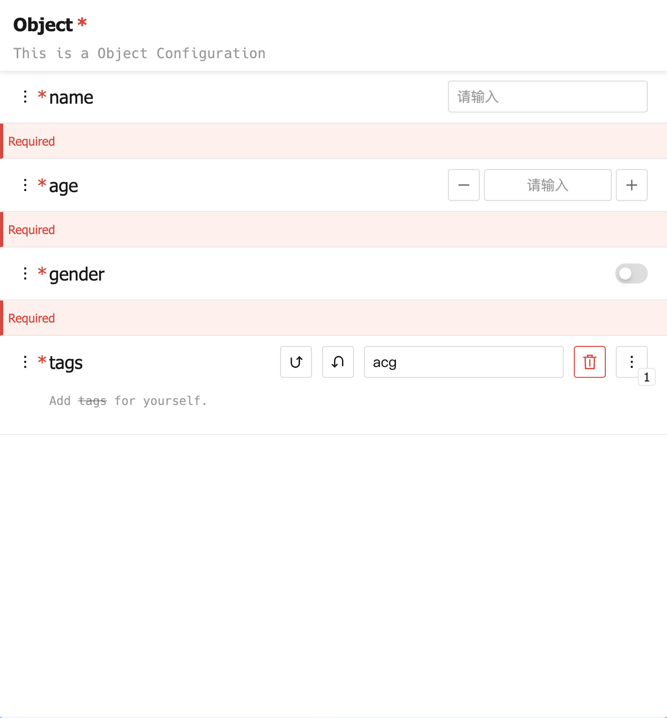 Object *
This is a Object Configuration
*name
请输入
Required
*age
请输入
Required
*gender
Required
*tags
acg
1
Add tags for yourself.